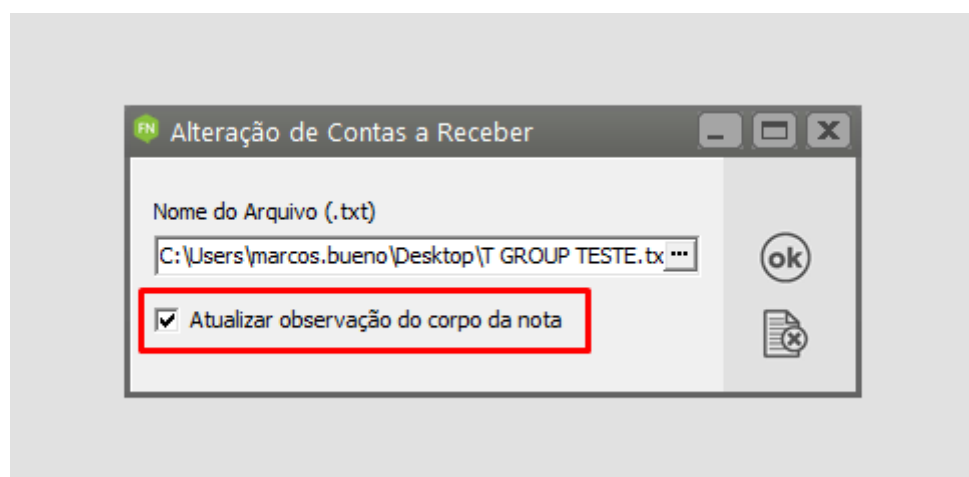 FN Alteração de Contas a Receber
Nome do Arquivo (.txt)
C:\Users\marcos.bueno\Desktop\T GROUP TESTE.tx ...
ok
Atualizar observação do corpo da nota